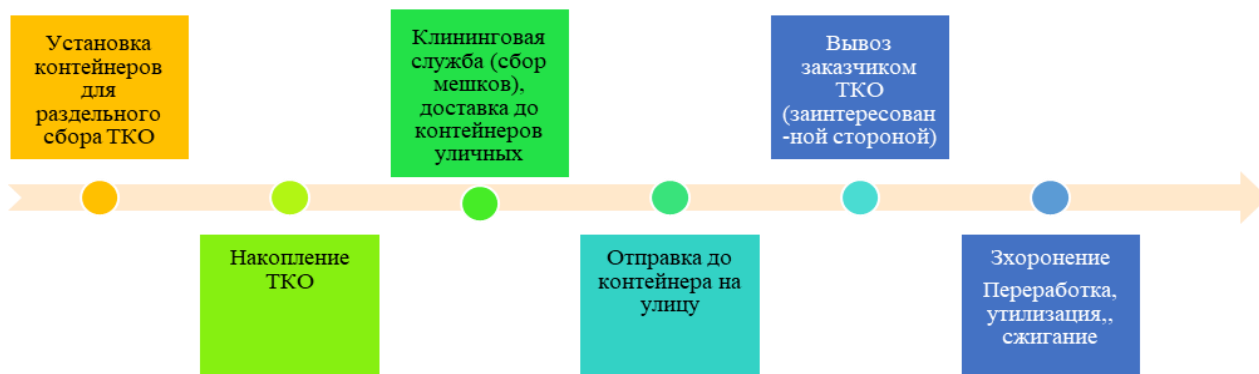 Установка
контейнеров
для
раздельного
сбора ТКО
Накопление
ТКО
Клининговая
служба (сбор
мешков),
доставка до
контейнеров
уличных
Отправка до
контейнера на
улицу
Вывоз
заказчиком
ТКО
(заинтересован
-ной стороной)
Зхоронение
Переработка,
утилизация,,
сжигание